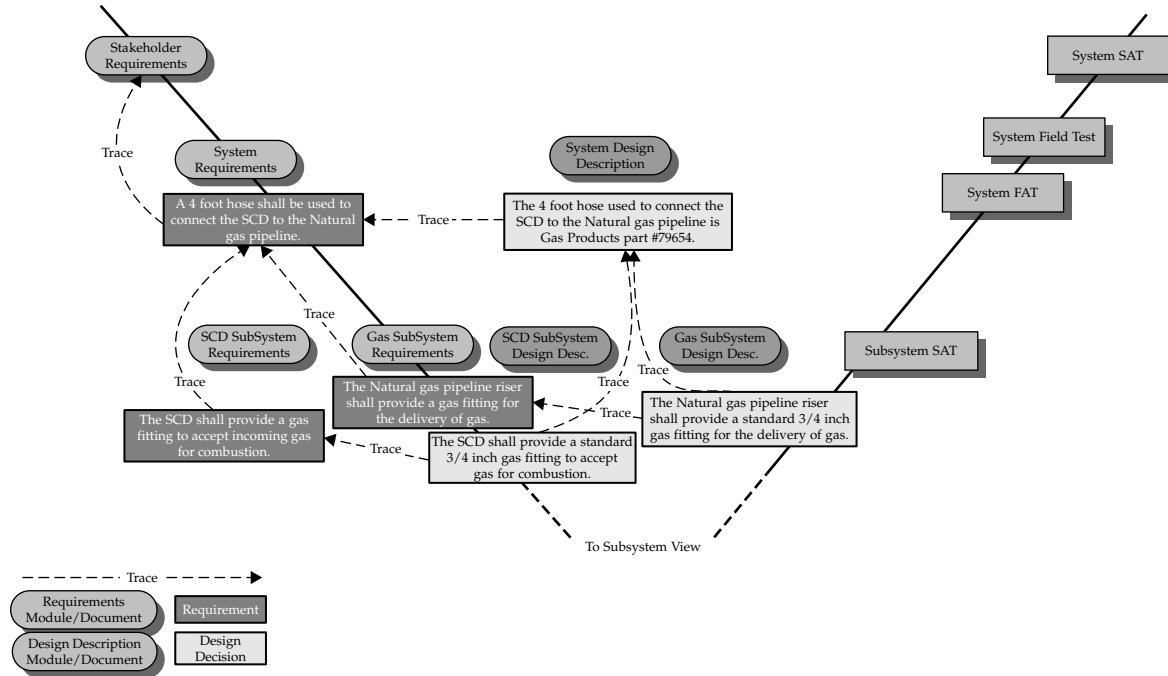 Stakeholder
Requirements
System SAT
Trace
System Field Test
System
Requirements
System Design
Description
System FAT
A 4 foot hose shall be used to
connect the SCD to the Natural
gas pipeline.
Trace
The 4 foot hose used to connect the
SCD to the Natural gas pipeline is
Gas Products part #79654.
Trace
SCD SubSystem
Requirements
Gas SubSystem
Requirements
SCD SubSystem
Design Desc.
Gas SubSystem
Design Desc.
Subsystem SAT
Trace
Trace
The Natural gas pipeline riser
shall provide a gas fitting for
the delivery of gas.
Trace
The Natural gas pipeline riser
shall provide a standard 3/4 inch
gas fitting for the delivery of gas.
The SCD shall provide a gas
fitting to accept incoming gas
for combustion.
Trace
The SCD shall provide a standard
3/4 inch gas fitting to accept
gas for combustion.
To Subsystem View
Trace
Requirements
Module/Document
Requirement
Design Description
Module/Document
Design
Decision